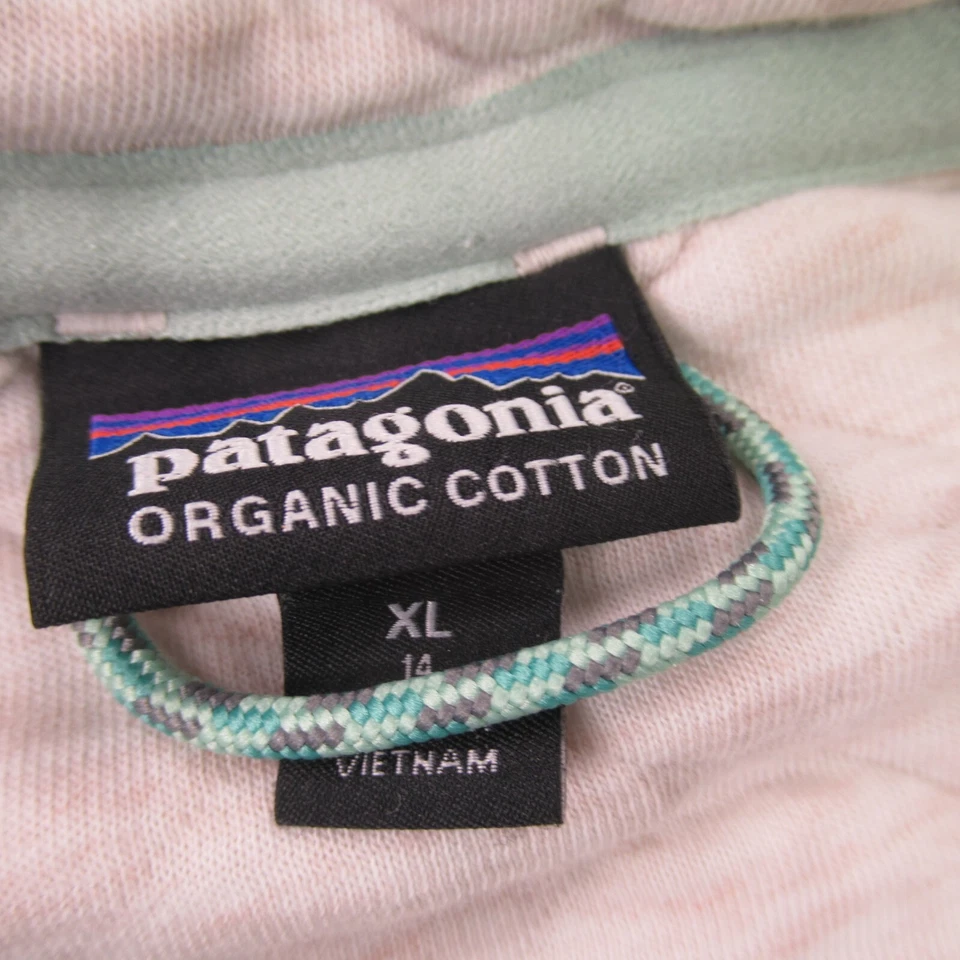 patagonia®
ORGANIC COTTON
XL
14
VIETNAM